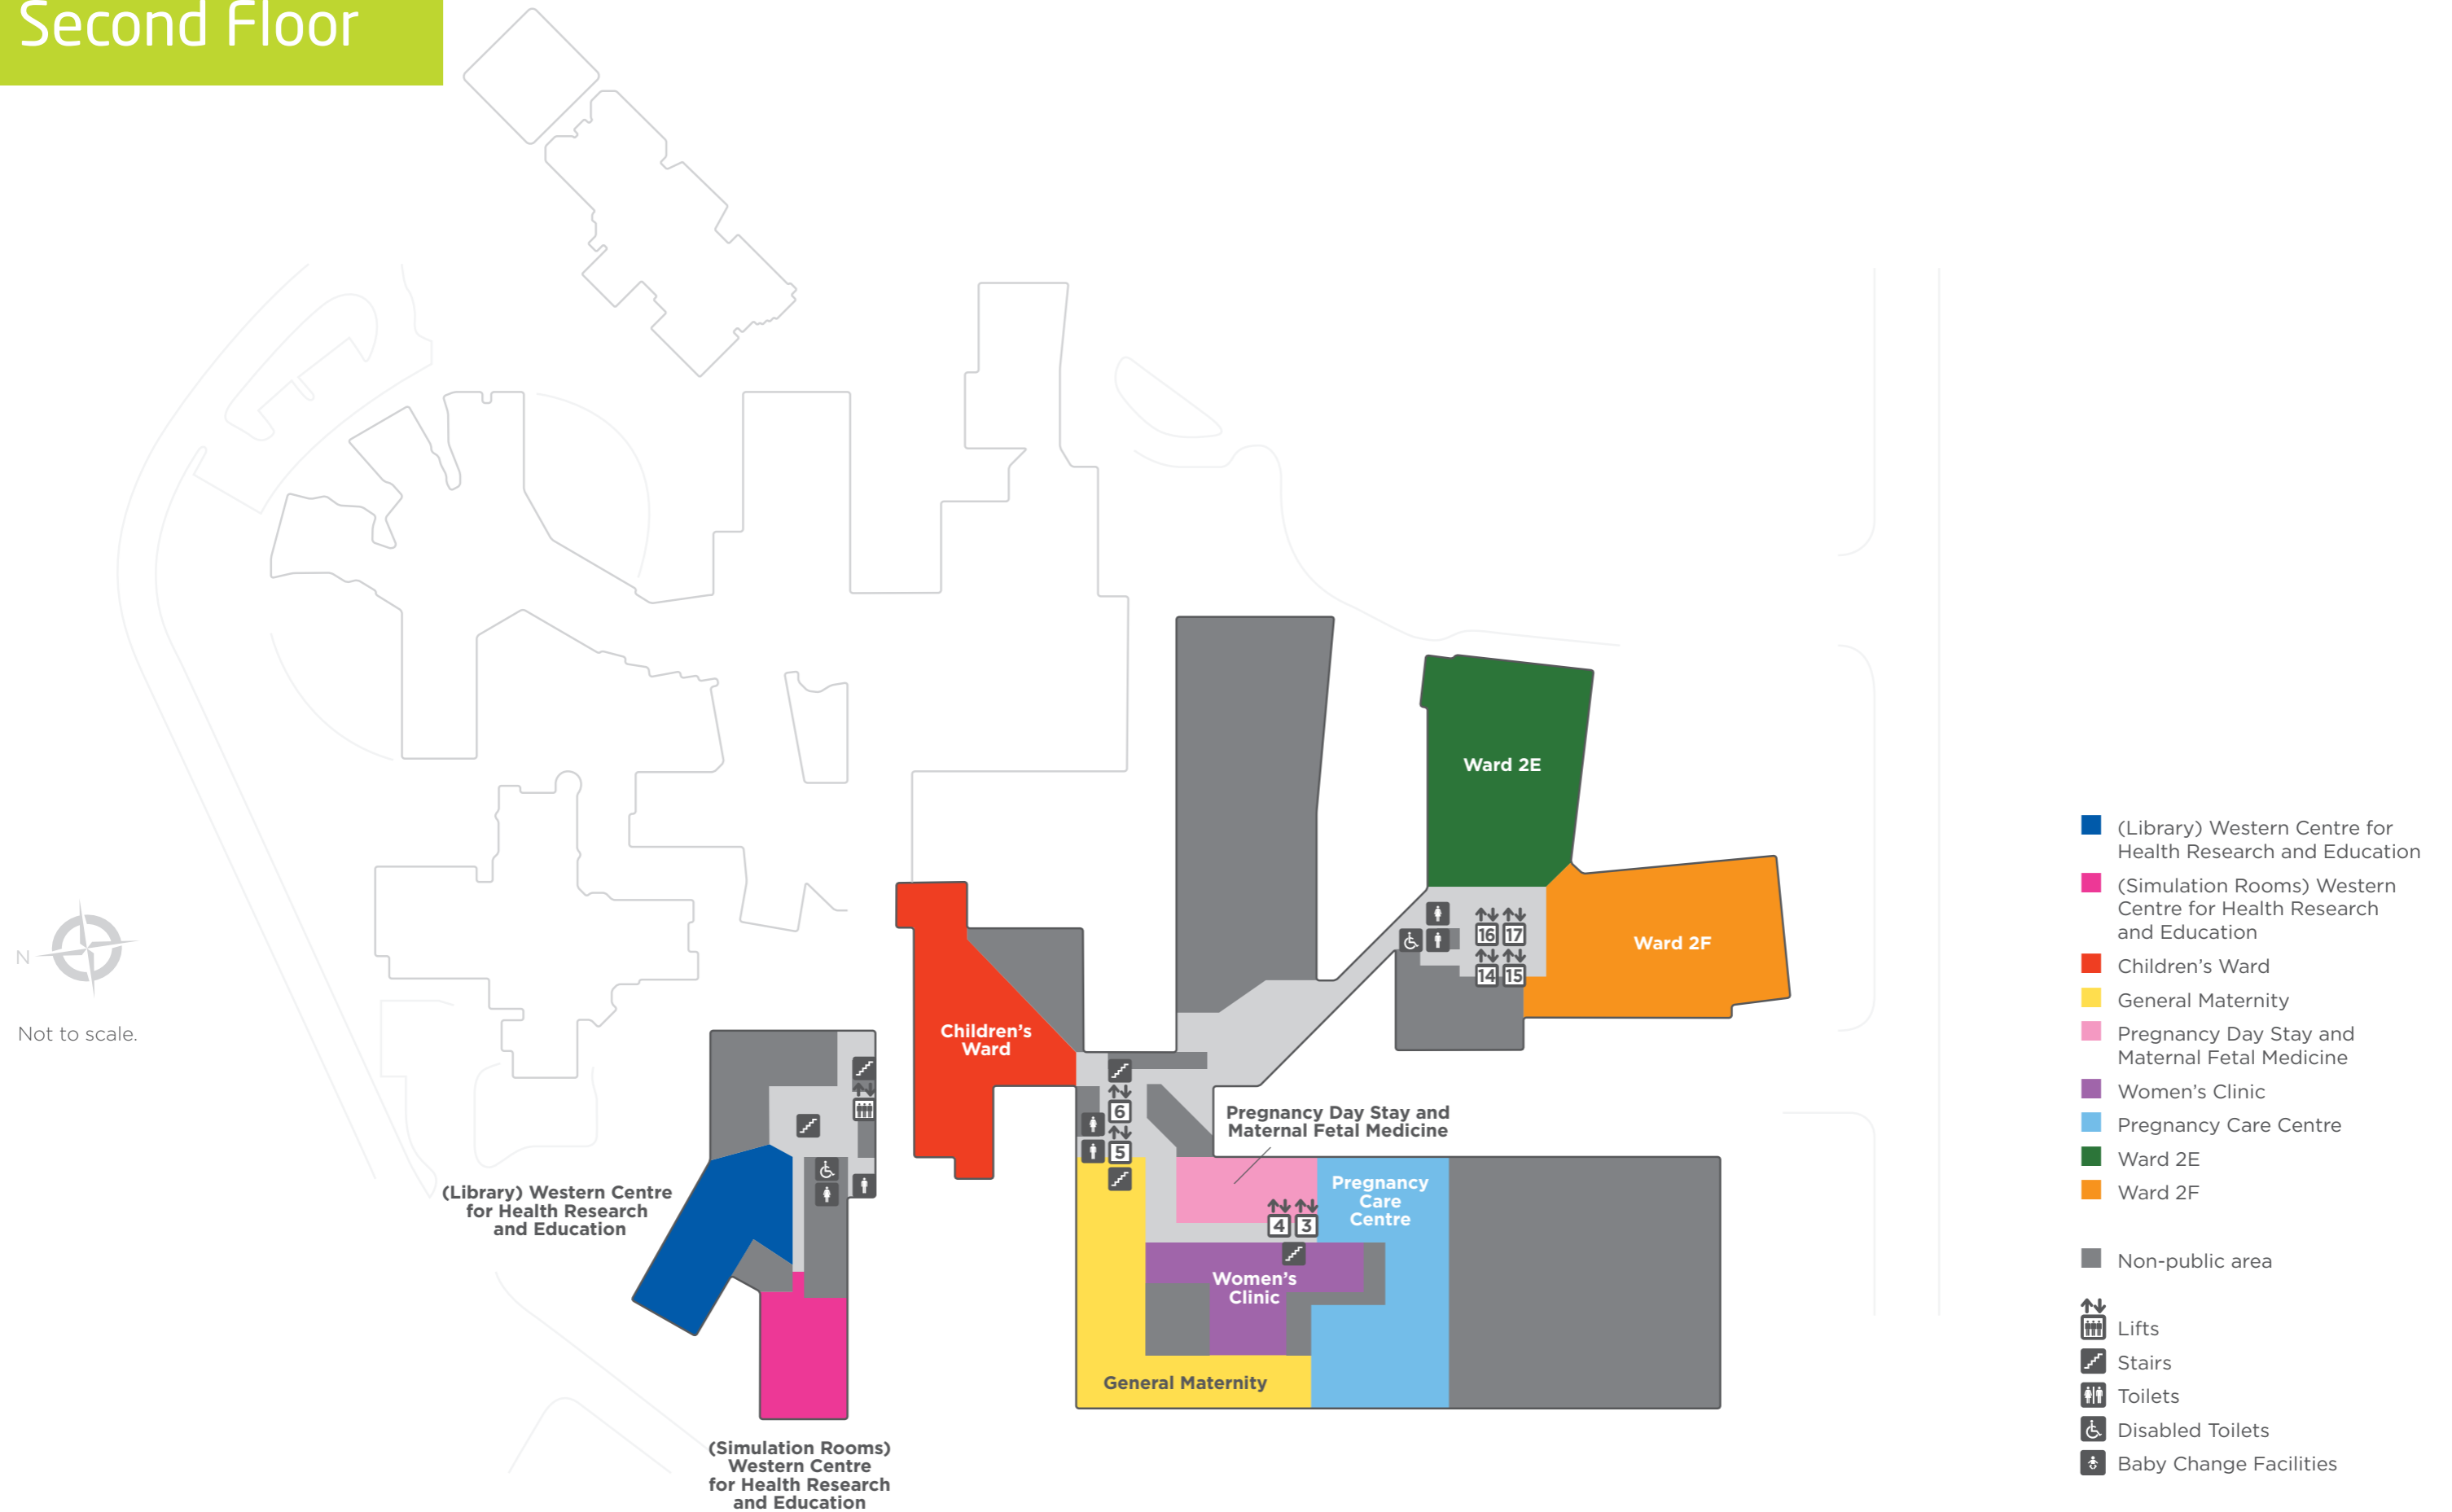 Second Floor
Ward 2E
Ward 2F
16 17
14 15
N
Not to scale.
Children's
Ward
6
5
Pregnancy Day Stay and
Maternal Fetal Medicine
Pregnancy
Care
Centre
4 3
(Library) Western Centre
for Health Research
and Education
Women's
Clinic
General Maternity
(Simulation Rooms)
Western Centre
for Health Research
and Education
(Library) Western Centre for
Health Research and Education
(Simulation Rooms) Western
Centre for Health Research
and Education
Children's Ward
General Maternity
Pregnancy Day Stay and
Maternal Fetal Medicine
Women's Clinic
Pregnancy Care Centre
Ward 2E
Ward 2F
Non-public area
Lifts
Stairs
Toilets
Disabled Toilets
Baby Change Facilities